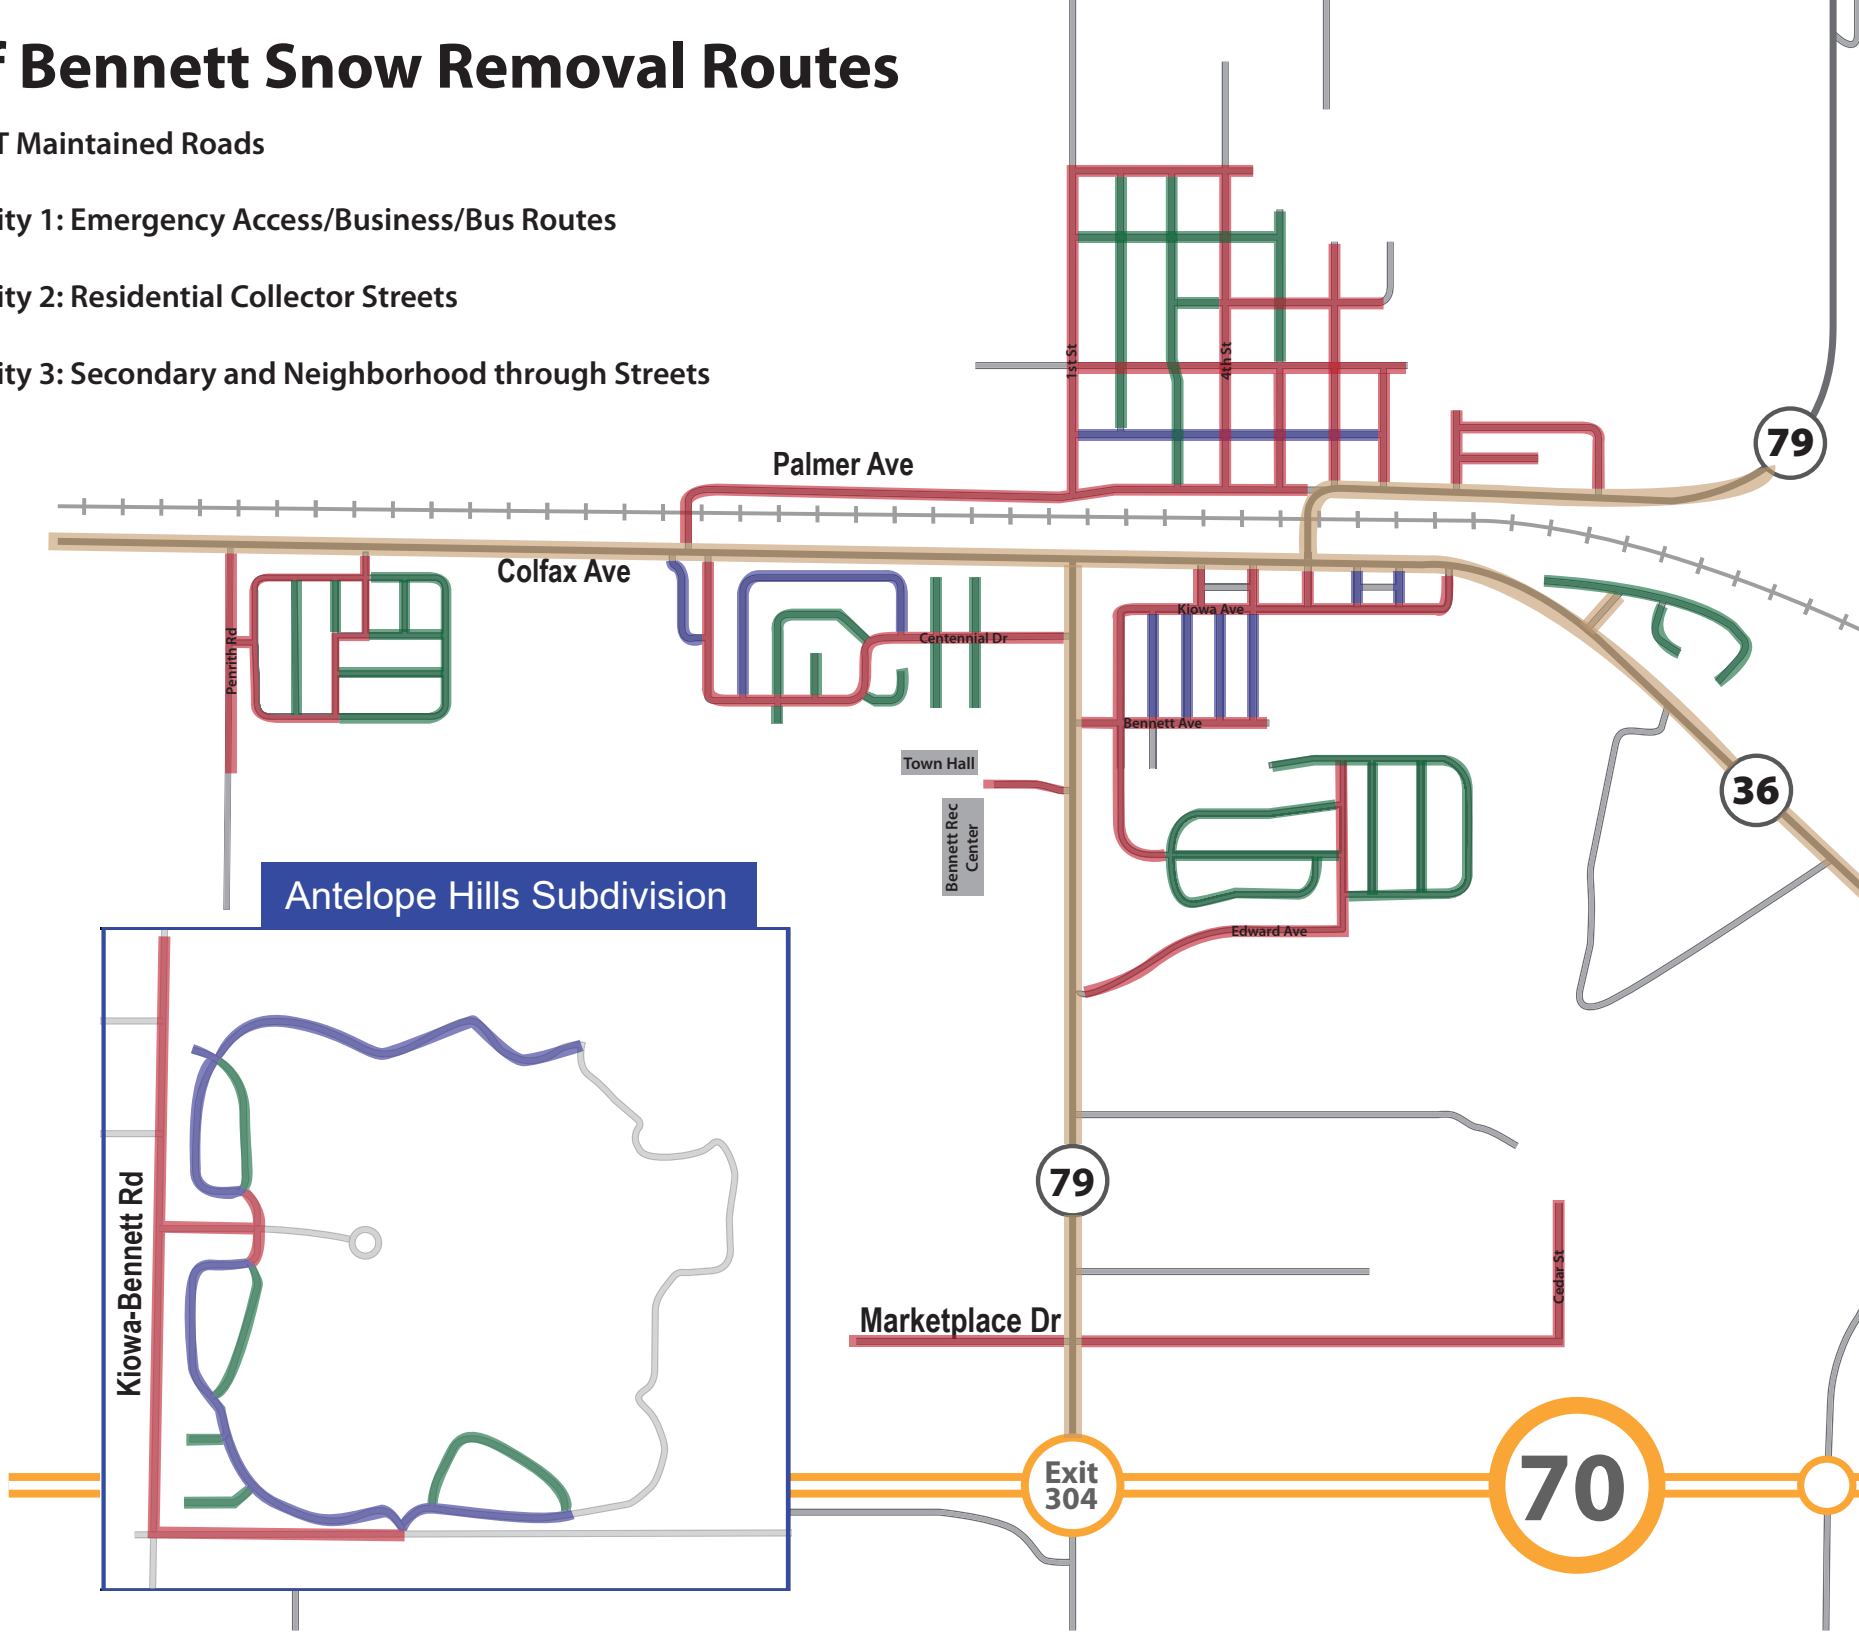 f Bennett Snow Removal Routes
T Maintained Roads
ity 1: Emergency Access/Business/Bus Routes
ity 2: Residential Collector Streets
ity 3: Secondary and Neighborhood through Streets
1st St
4th St
79
Palmer Ave
Colfax Ave
Kiowa Ave
Centennial Dr
Penrith Rd
Bennett Ave
Town Hall
36
Bennett Rec
Center
Antelope Hills Subdivision
Edward Ave
79
Kiowa-Bennett Rd
Cedar St
Marketplace Dr
Exit
304
70